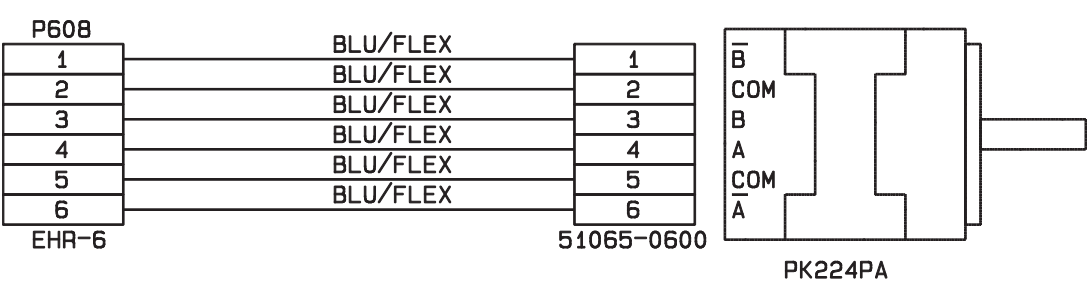 P608
1 BLU/FLEX 1 B̅
2 BLU/FLEX 2 COM
3 BLU/FLEX 3 B
4 BLU/FLEX 4 A
5 BLU/FLEX 5 COM
6 BLU/FLEX 6 A̅
EHR-6 51065-0600
PK224PA